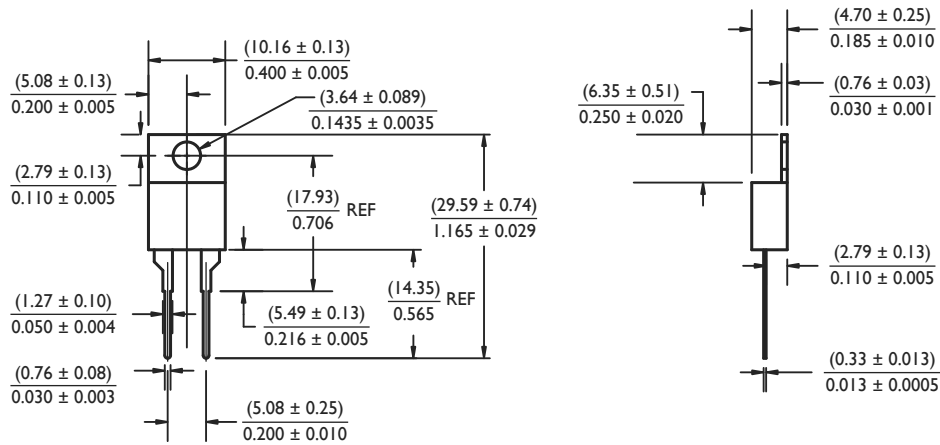 (10.16 ± 0.13)
0.400 ± 0.005
(5.08 ± 0.13)
0.200 ± 0.005
(3.64 ± 0.089)
0.1435 ± 0.0035
(2.79 ± 0.13)
0.110 ± 0.005
(17.93)
0.706
REF
(29.59 ± 0.74)
1.165 ± 0.029
(14.35)
0.565
REF
(5.49 ± 0.13)
0.216 ± 0.005
(1.27 ± 0.10)
0.050 ± 0.004
(0.76 ± 0.08)
0.030 ± 0.003
(5.08 ± 0.25)
0.200 ± 0.010
(4.70 ± 0.25)
0.185 ± 0.010
(0.76 ± 0.03)
0.030 ± 0.001
(6.35 ± 0.51)
0.250 ± 0.020
(2.79 ± 0.13)
0.110 ± 0.005
(0.33 ± 0.013)
0.013 ± 0.0005